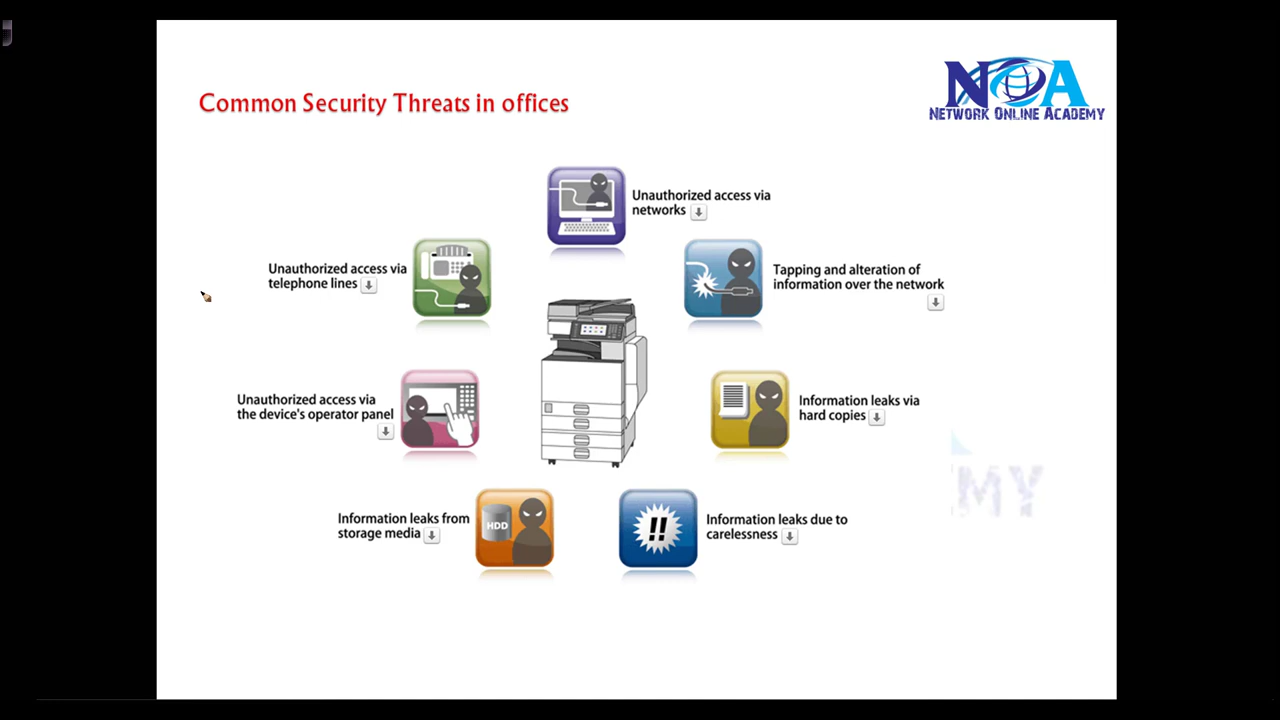 Common Security Threats in offices
NOA
NETWORK ONLINE ACADEMY
Unauthorized access via
networks
Unauthorized access via
telephone lines
Tapping and alteration of
information over the network
Unauthorized access via
the device's operator panel
Information leaks via
hard copies
Information leaks from
storage media
HDD
!!
Information leaks due to
carelessness
MY